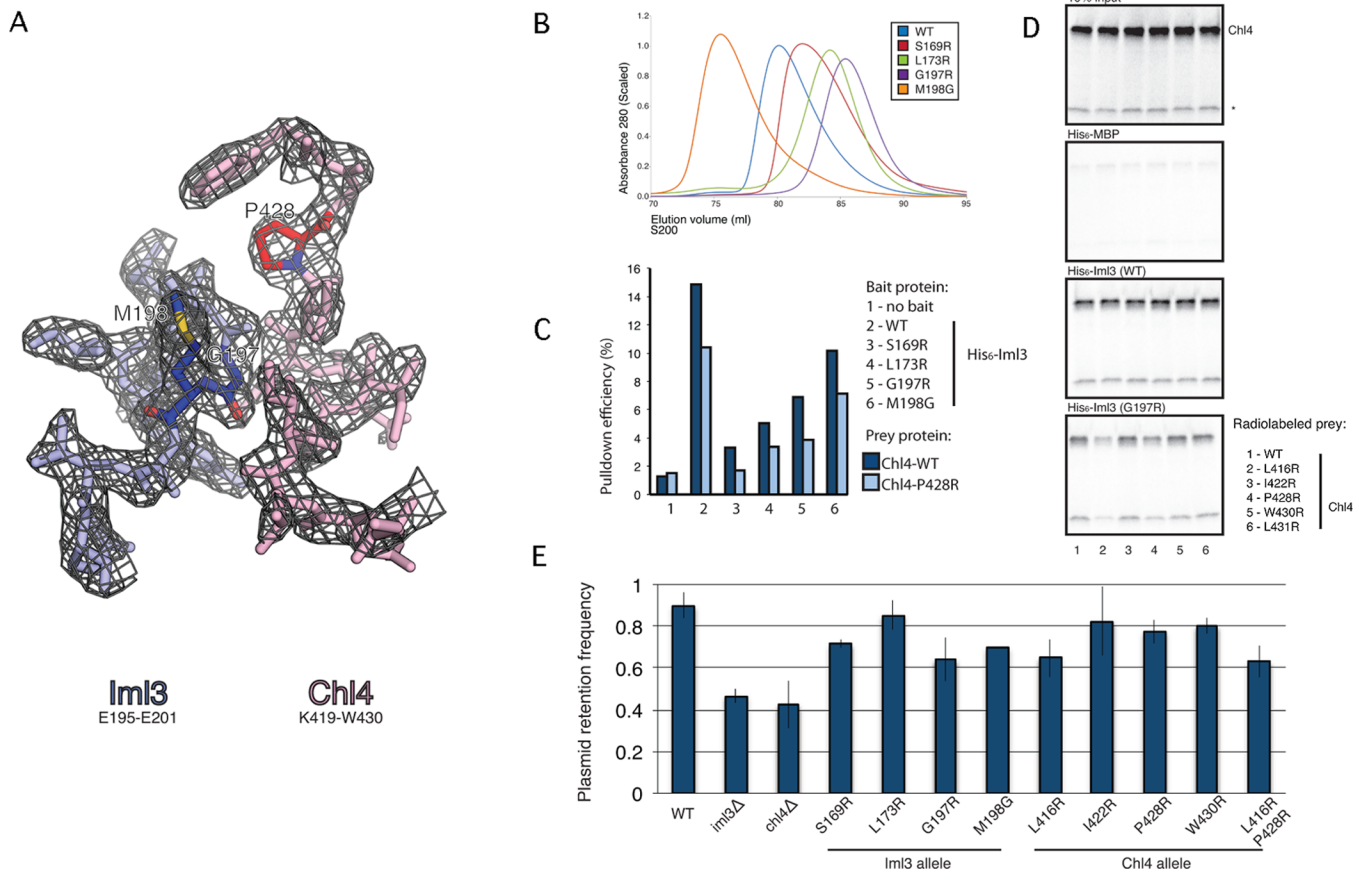 A
P428
M198
G197
Iml3
E195-E201
Chl4
K419-W430
B
Absorbance 280 (Scaled)
1.2
1.0
0.8
0.6
0.4
0.2
0.0
70 75 80 85 90 95
Elution volume (ml)
S200
WT
S169R
L173R
G197R
M198G
C
Pulldown efficiency (%)
16
14
12
10
8
6
4
2
0
1 2 3 4 5 6
Bait protein:
1 - no bait
2 - WT
3 - S169R
4 - L173R
5 - G197R
6 - M198G
His6-Iml3
Prey protein:
Chl4-WT
Chl4-P428R
D
Chl4
*
His6-MBP
His6-Iml3 (WT)
His6-Iml3 (G197R)
1 2 3 4 5 6
Radiolabeled prey:
1 - WT
2 - L416R
3 - I422R
4 - P428R
5 - W430R
6 - L431R
Chl4
E
Plasmid retention frequency
1
0.8
0.6
0.4
0.2
0
WT iml3Δ chl4Δ S169R L173R G197R M198G L416R I422R P428R W430R L416R P428R
Iml3 allele
Chl4 allele